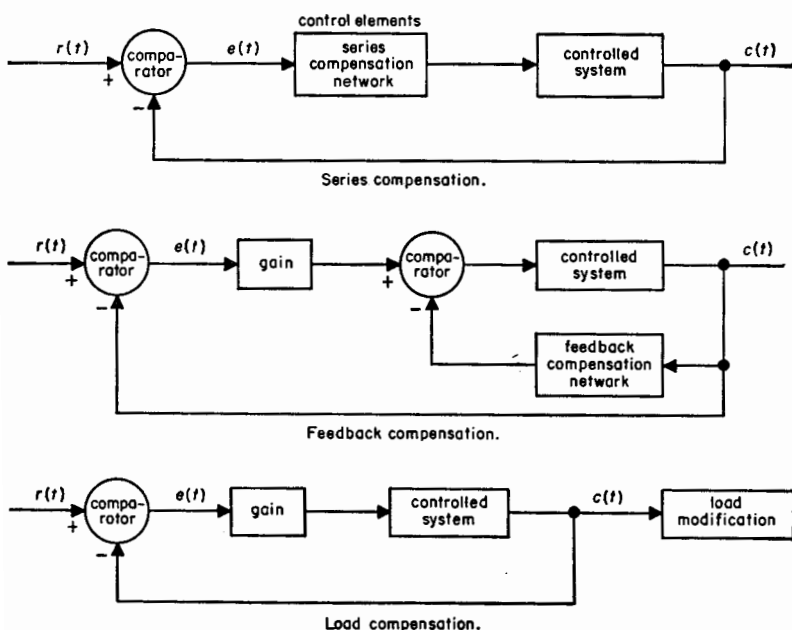 control elements
r(t)
compa-
rator
e(t)
series
compensation
network
controlled
system
c(t)
+
−
Series compensation.
r(t)
compa-
rator
e(t)
gain
compa-
rator
controlled
system
c(t)
+
−
+
−
feedback
compensation
network
Feedback compensation.
r(t)
compa-
rator
e(t)
gain
controlled
system
c(t)
load
modification
+
−
Load compensation.